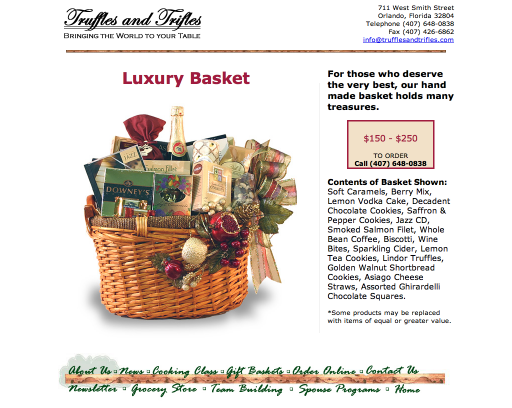 Truffles and Trifles
BRINGING THE WORLD TO YOUR TABLE
711 West Smith Street
Orlando, Florida 32804
Telephone (407) 648-0838
Fax (407) 426-6862
info@trufflesandtrifles.com
Luxury Basket
JAZZ
Salmon Filet
DOWNEY'S
For those who deserve
the very best, our hand
made basket holds many
treasures.
$150 - $250
TO ORDER
Call (407) 648-0838
Contents of Basket Shown:
Soft Caramels, Berry Mix,
Lemon Vodka Cake, Decadent
Chocolate Cookies, Saffron &
Pepper Cookies, Jazz CD,
Smoked Salmon Filet, Whole
Bean Coffee, Biscotti, Wine
Bites, Sparkling Cider, Lemon
Tea Cookies, Lindor Truffles,
Golden Walnut Shortbread
Cookies, Asiago Cheese
Straws, Assorted Ghirardelli
Chocolate Squares.
*Some products may be replaced
with items of equal or greater value.
About Us News Cooking Class Gift Baskets Order Online Contact Us
Newsletter Grocery Store Team Building Spouse Programs Home